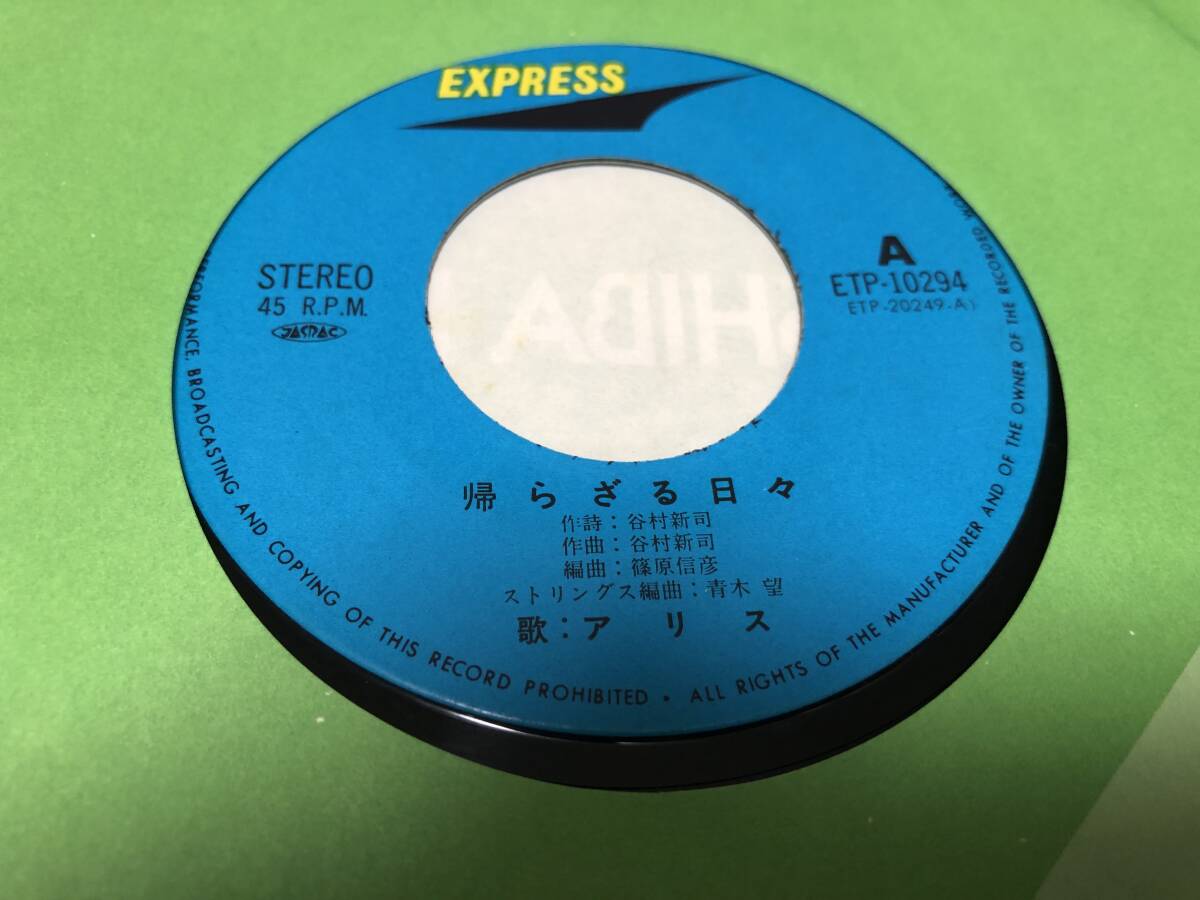 EXPRESS
STEREO
45 R.P.M.
JASRAC
A
ETP-10294
ETP-20249-A)
HIBA
帰らざる日々
作詩：谷村新司
作曲：谷村新司
編曲：篠原信彦
ストリングス編曲：青木 望
歌：アリス
PERFORMANCE, BROADCASTING AND COPYING OF THIS RECORD PROHIBITED • ALL RIGHTS OF THE MANUFACTURER AND OF THE OWNER OF THE RECORDED WORK